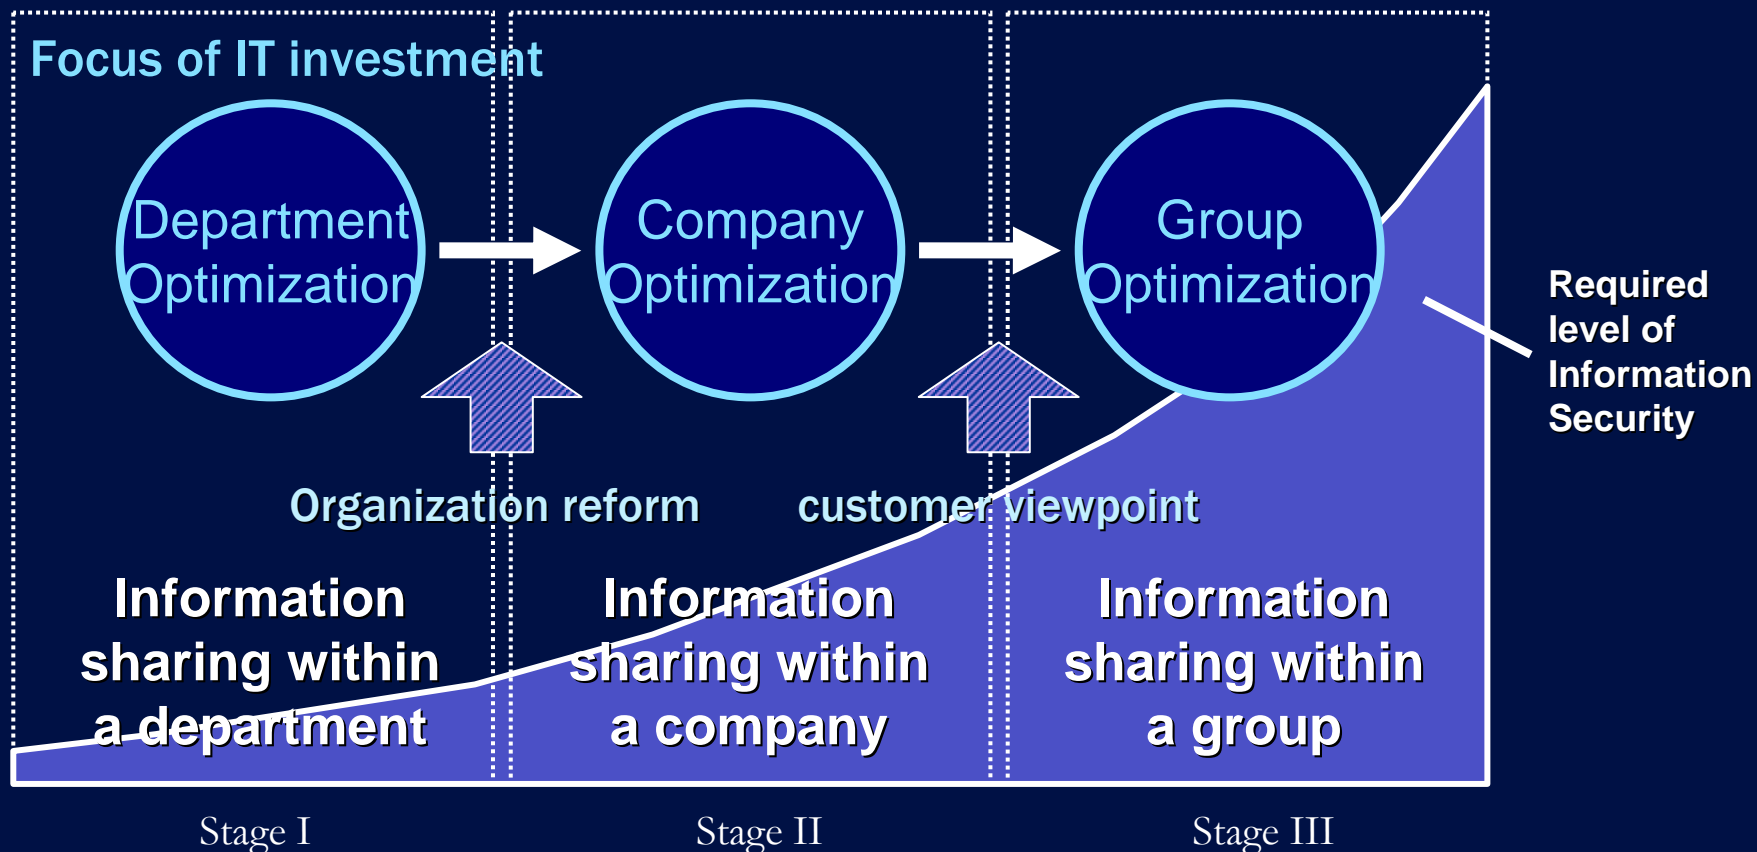 Focus of IT investment
Department
Optimization
Company
Optimization
Group
Optimization
Required
level of
Information
Security
Organization reform
customer viewpoint
Information
sharing within
a department
Information
sharing within
a company
Information
sharing within
a group
Stage I
Stage II
Stage III